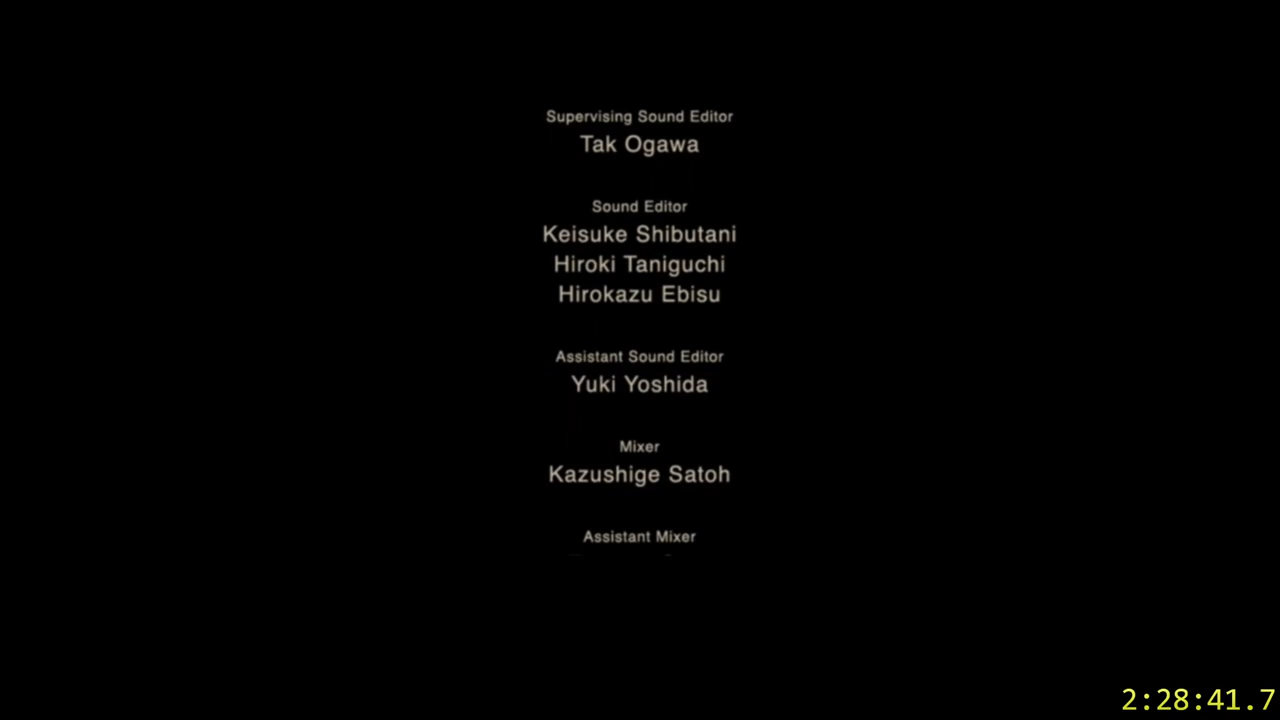 Supervising Sound Editor
Tak Ogawa
Sound Editor
Keisuke Shibutani
Hiroki Taniguchi
Hirokazu Ebisu
Assistant Sound Editor
Yuki Yoshida
Mixer
Kazushige Satoh
Assistant Mixer
2:28:41.7